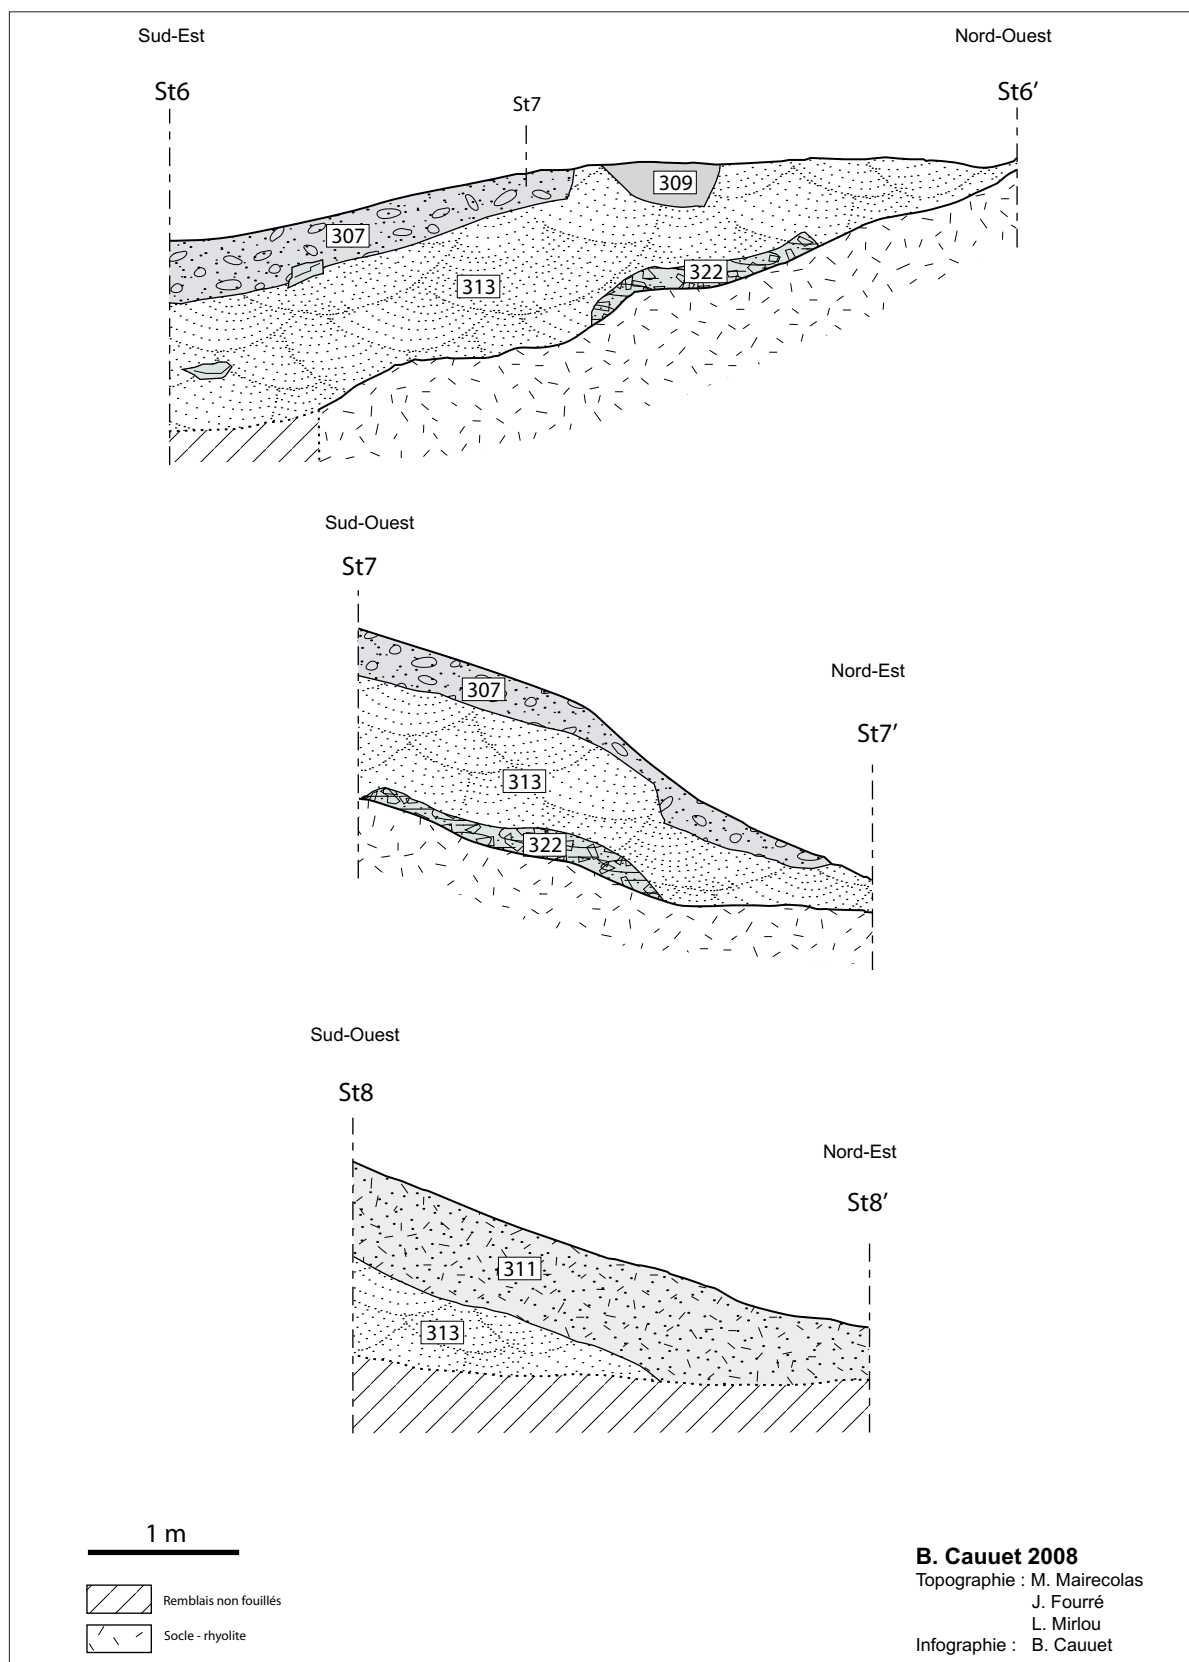 Sud-Est
Nord-Ouest
St6
St7
St6’
309
307
322
313
Sud-Ouest
St7
Nord-Est
307
St7’
313
322
Sud-Ouest
St8
Nord-Est
St8’
311
313
1 m
Remblais non fouillés
Socle - rhyolite
B. Cauuet 2008
Topographie : M. Mairecolas
J. Fourré
L. Mirlou
Infographie : B. Cauuet